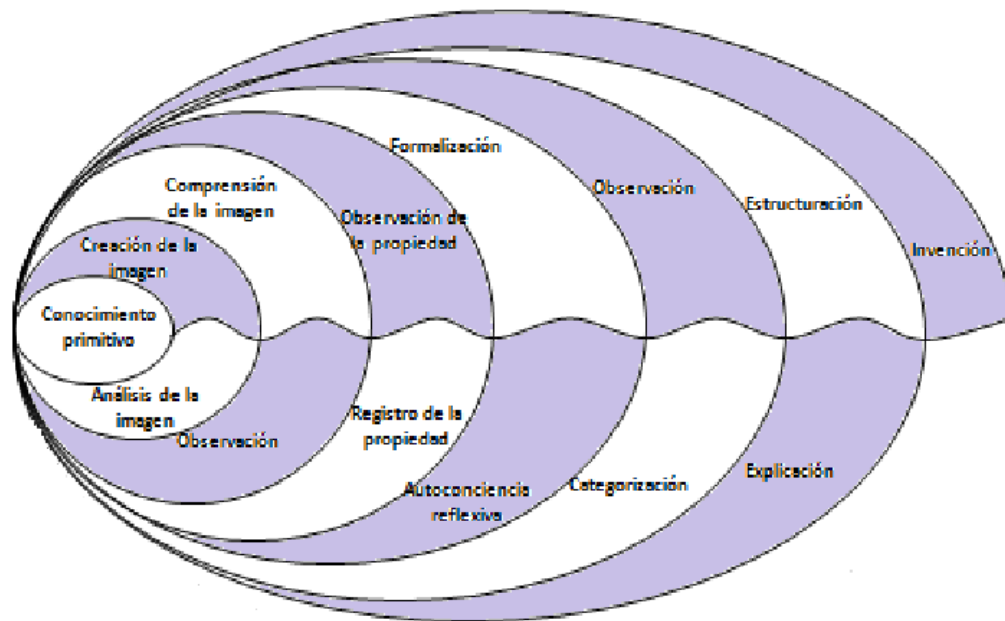 Formalización
Comprensión
de la imagen
Observación
Estructuración
Observación de
la propiedad
Creación de la
imagen
Invención
Conocimiento
primitivo
Análisis de la
imagen
Observación
Registro de la
propiedad
Autoconciencia
reflexiva
Categorización
Explicación